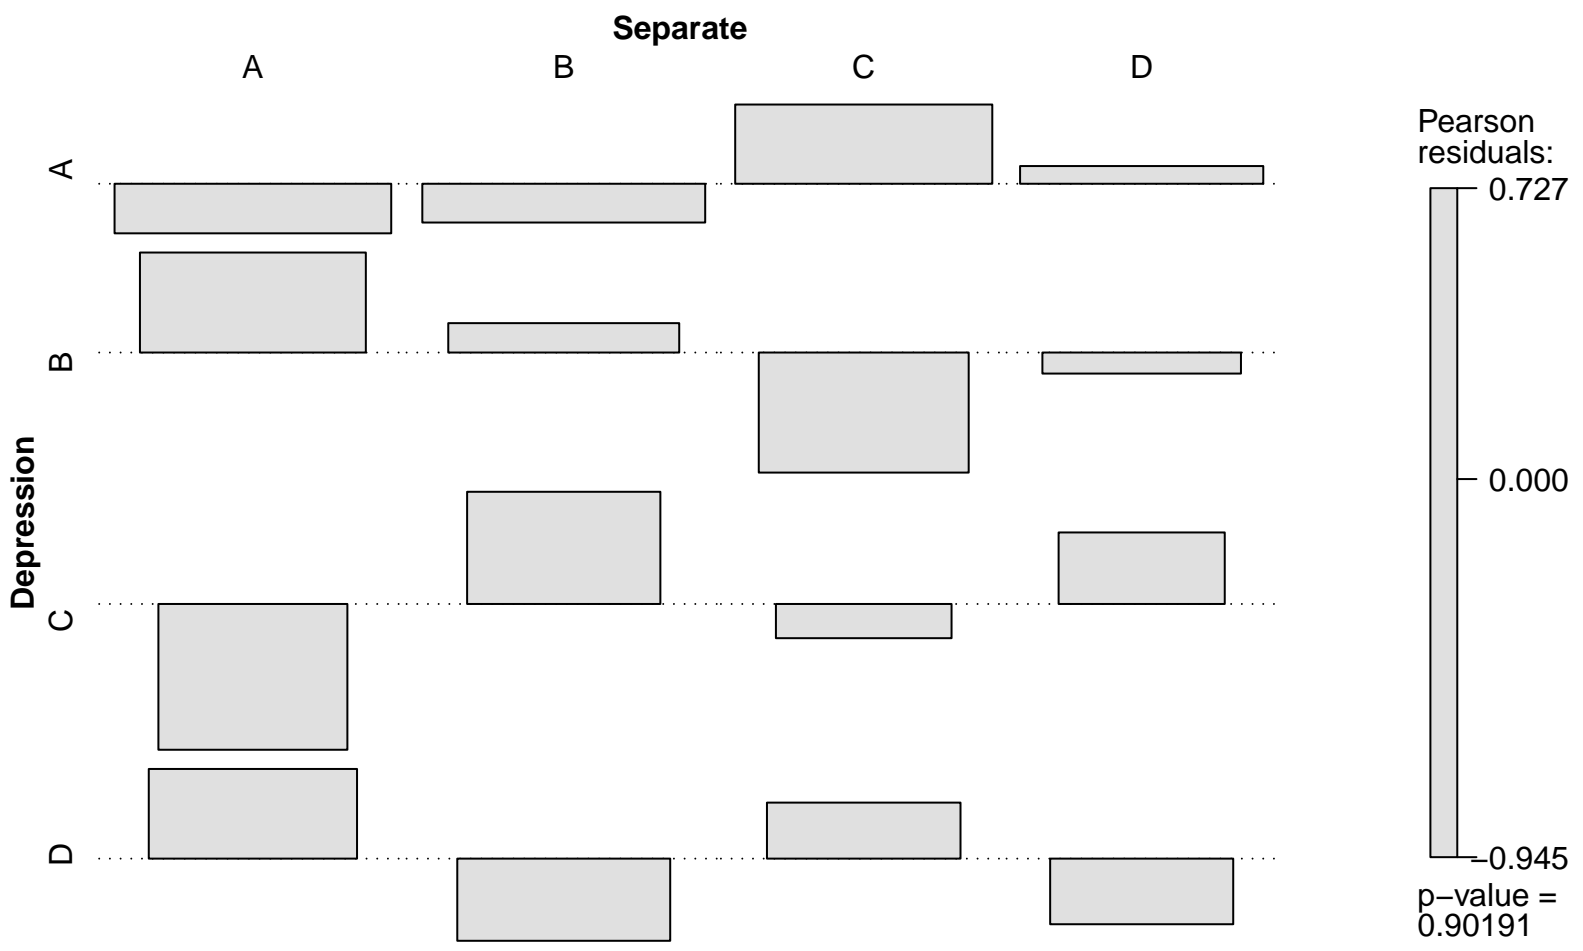 Separate
A B C D
Depression
A
B
C
D
Pearson
residuals:
0.727
0.000
−0.945
p−value =
0.90191